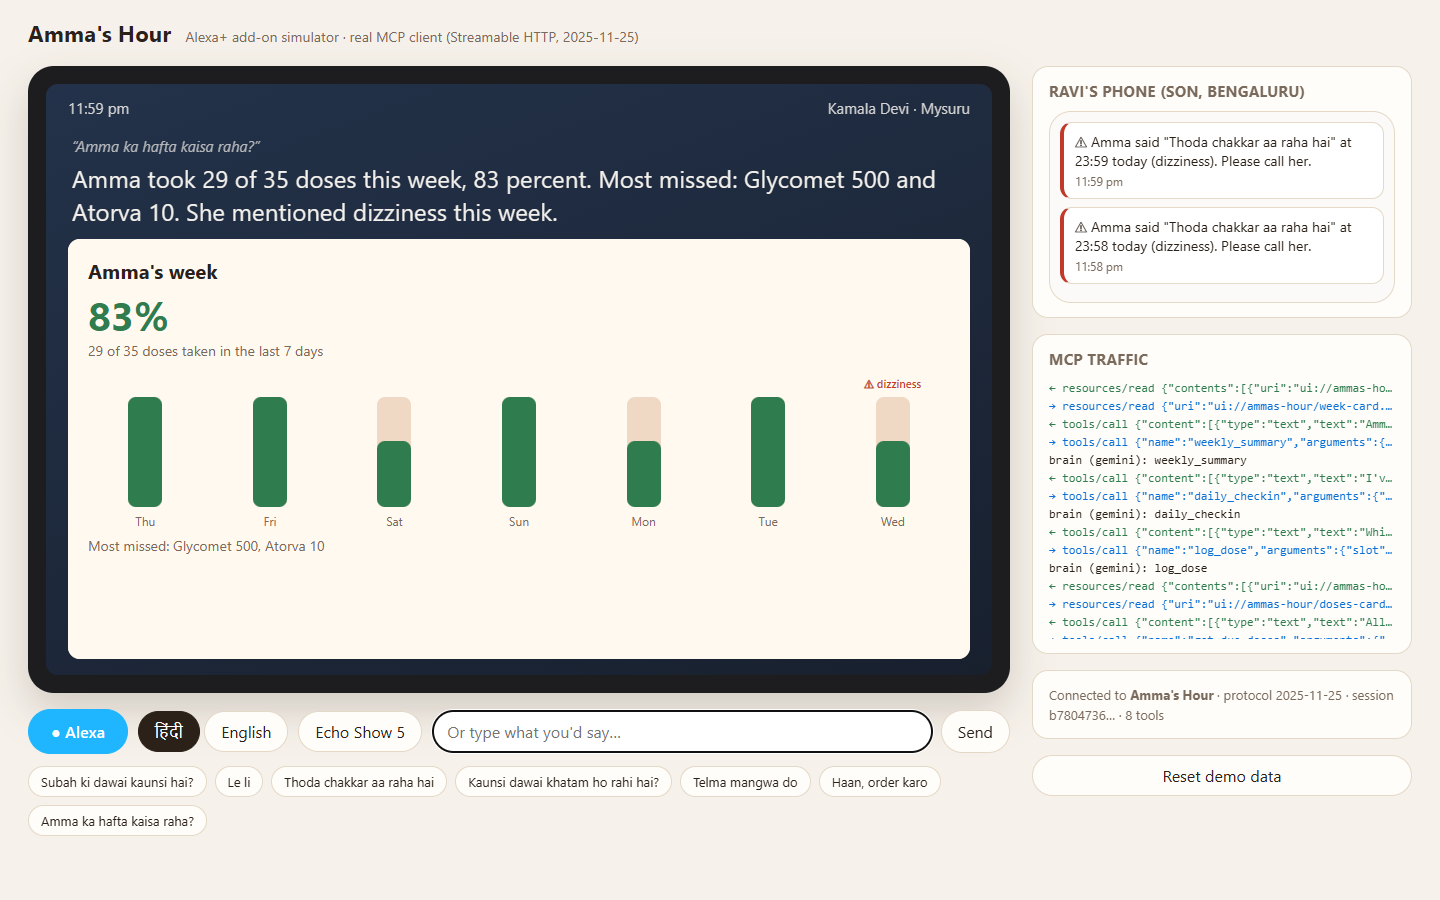 Amma's Hour
Alexa+ add-on simulator · real MCP client (Streamable HTTP, 2025-11-25)
11:59 pm
Kamala Devi · Mysuru
"Amma ka hafta kaisa raha?"
Amma took 29 of 35 doses this week, 83 percent. Most missed: Glycomet 500 and
Atorva 10. She mentioned dizziness this week.
Amma's week
83%
29 of 35 doses taken in the last 7 days
⚠ dizziness
Thu Fri Sat Sun Mon Tue Wed
Most missed: Glycomet 500, Atorva 10
● Alexa
हिंदी
English
Echo Show 5
Or type what you'd say...
Send
Subah ki dawai kaunsi hai?
Le li
Thoda chakkar aa raha hai
Kaunsi dawai khatam ho rahi hai?
Telma mangwa do
Haan, order karo
Amma ka hafta kaisa raha?
RAVI'S PHONE (SON, BENGALURU)
⚠ Amma said "Thoda chakkar aa raha hai" at
23:59 today (dizziness). Please call her.
11:59 pm
⚠ Amma said "Thoda chakkar aa raha hai" at
23:58 today (dizziness). Please call her.
11:58 pm
MCP TRAFFIC
← resources/read {"contents":[{"uri":"ui://ammas-ho…
→ resources/read {"uri":"ui://ammas-hour/week-card.…
← tools/call {"content":[{"type":"text","text":"Amm…
→ tools/call {"name":"weekly_summary","arguments":{…
brain (gemini): weekly_summary
← tools/call {"content":[{"type":"text","text":"I'v…
→ tools/call {"name":"daily_checkin","arguments":{"…
brain (gemini): daily_checkin
← tools/call {"content":[{"type":"text","text":"Whi…
→ tools/call {"name":"log_dose","arguments":{"slot"…
brain (gemini): log_dose
← resources/read {"contents":[{"uri":"ui://ammas-ho…
→ resources/read {"uri":"ui://ammas-hour/doses-card…
← tools/call {"content":[{"type":"text","text":"All…
Connected to Amma's Hour · protocol 2025-11-25 · session
b7804736... · 8 tools
Reset demo data